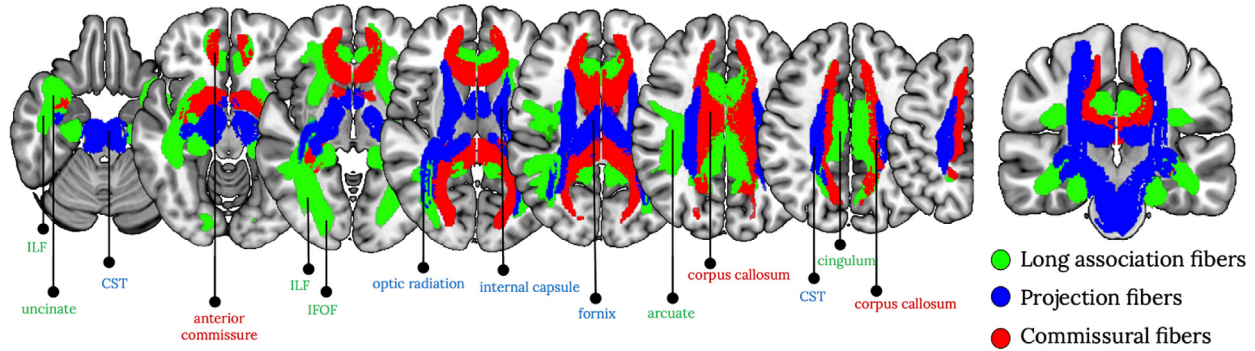 ILF
uncinate
CST
anterior
commissure
ILF
IFOF
optic radiation
internal capsule
fornix
arcuate
corpus callosum
CST
cingulum
corpus callosum
Long association fibers
Projection fibers
Commissural fibers